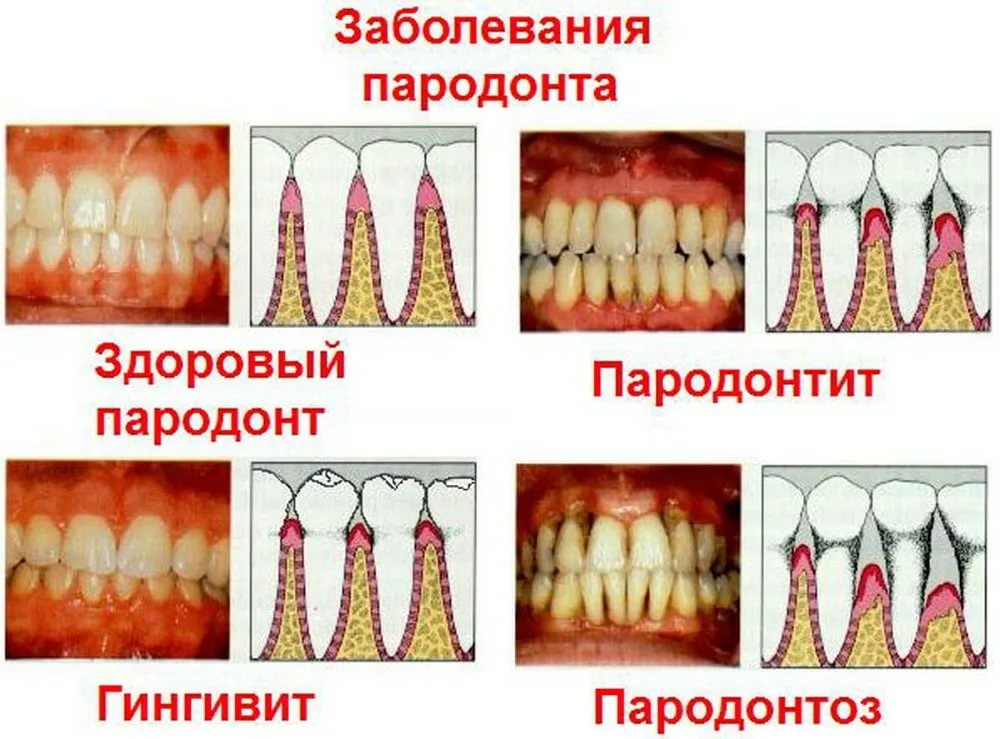 Заболевания
пародонта
Здоровый
пародонт
Пародонтит
Гингивит
Пародонтоз